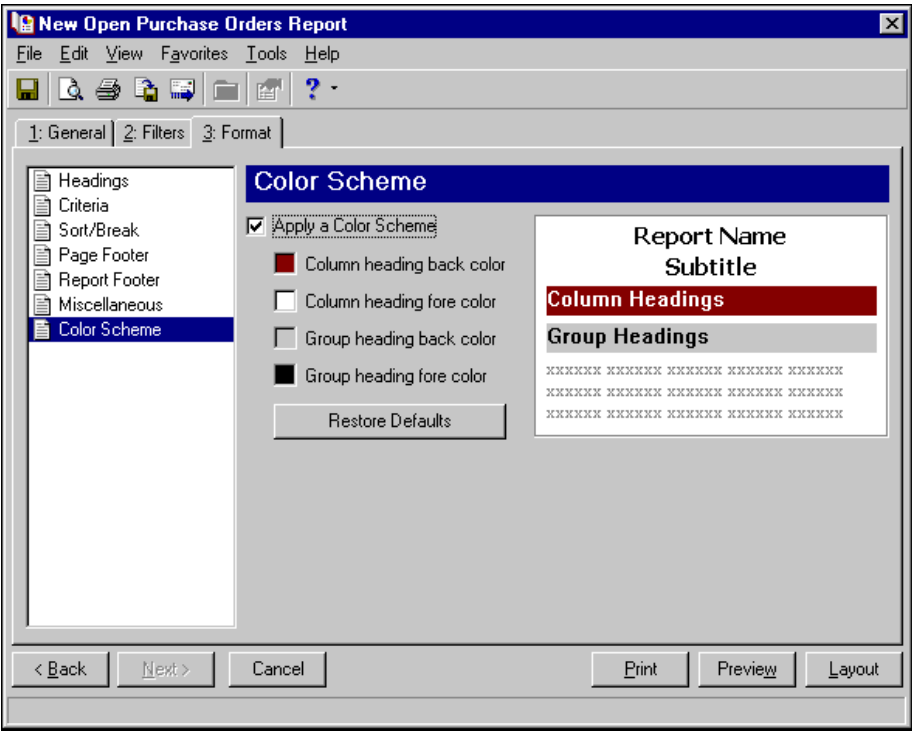 New Open Purchase Orders Report
File Edit View Favorites Tools Help
1: General 2: Filters 3: Format
Headings
Criteria
Sort/Break
Page Footer
Report Footer
Miscellaneous
Color Scheme
Color Scheme
Apply a Color Scheme
Column heading back color
Column heading fore color
Group heading back color
Group heading fore color
Restore Defaults
Report Name
Subtitle
Column Headings
Group Headings
xxxxxx xxxxxx xxxxxx xxxxxx xxxxxx
xxxxxx xxxxxx xxxxxx xxxxxx xxxxxx
xxxxxx xxxxxx xxxxxx xxxxxx xxxxxx
< Back Next > Cancel Print Preview Layout